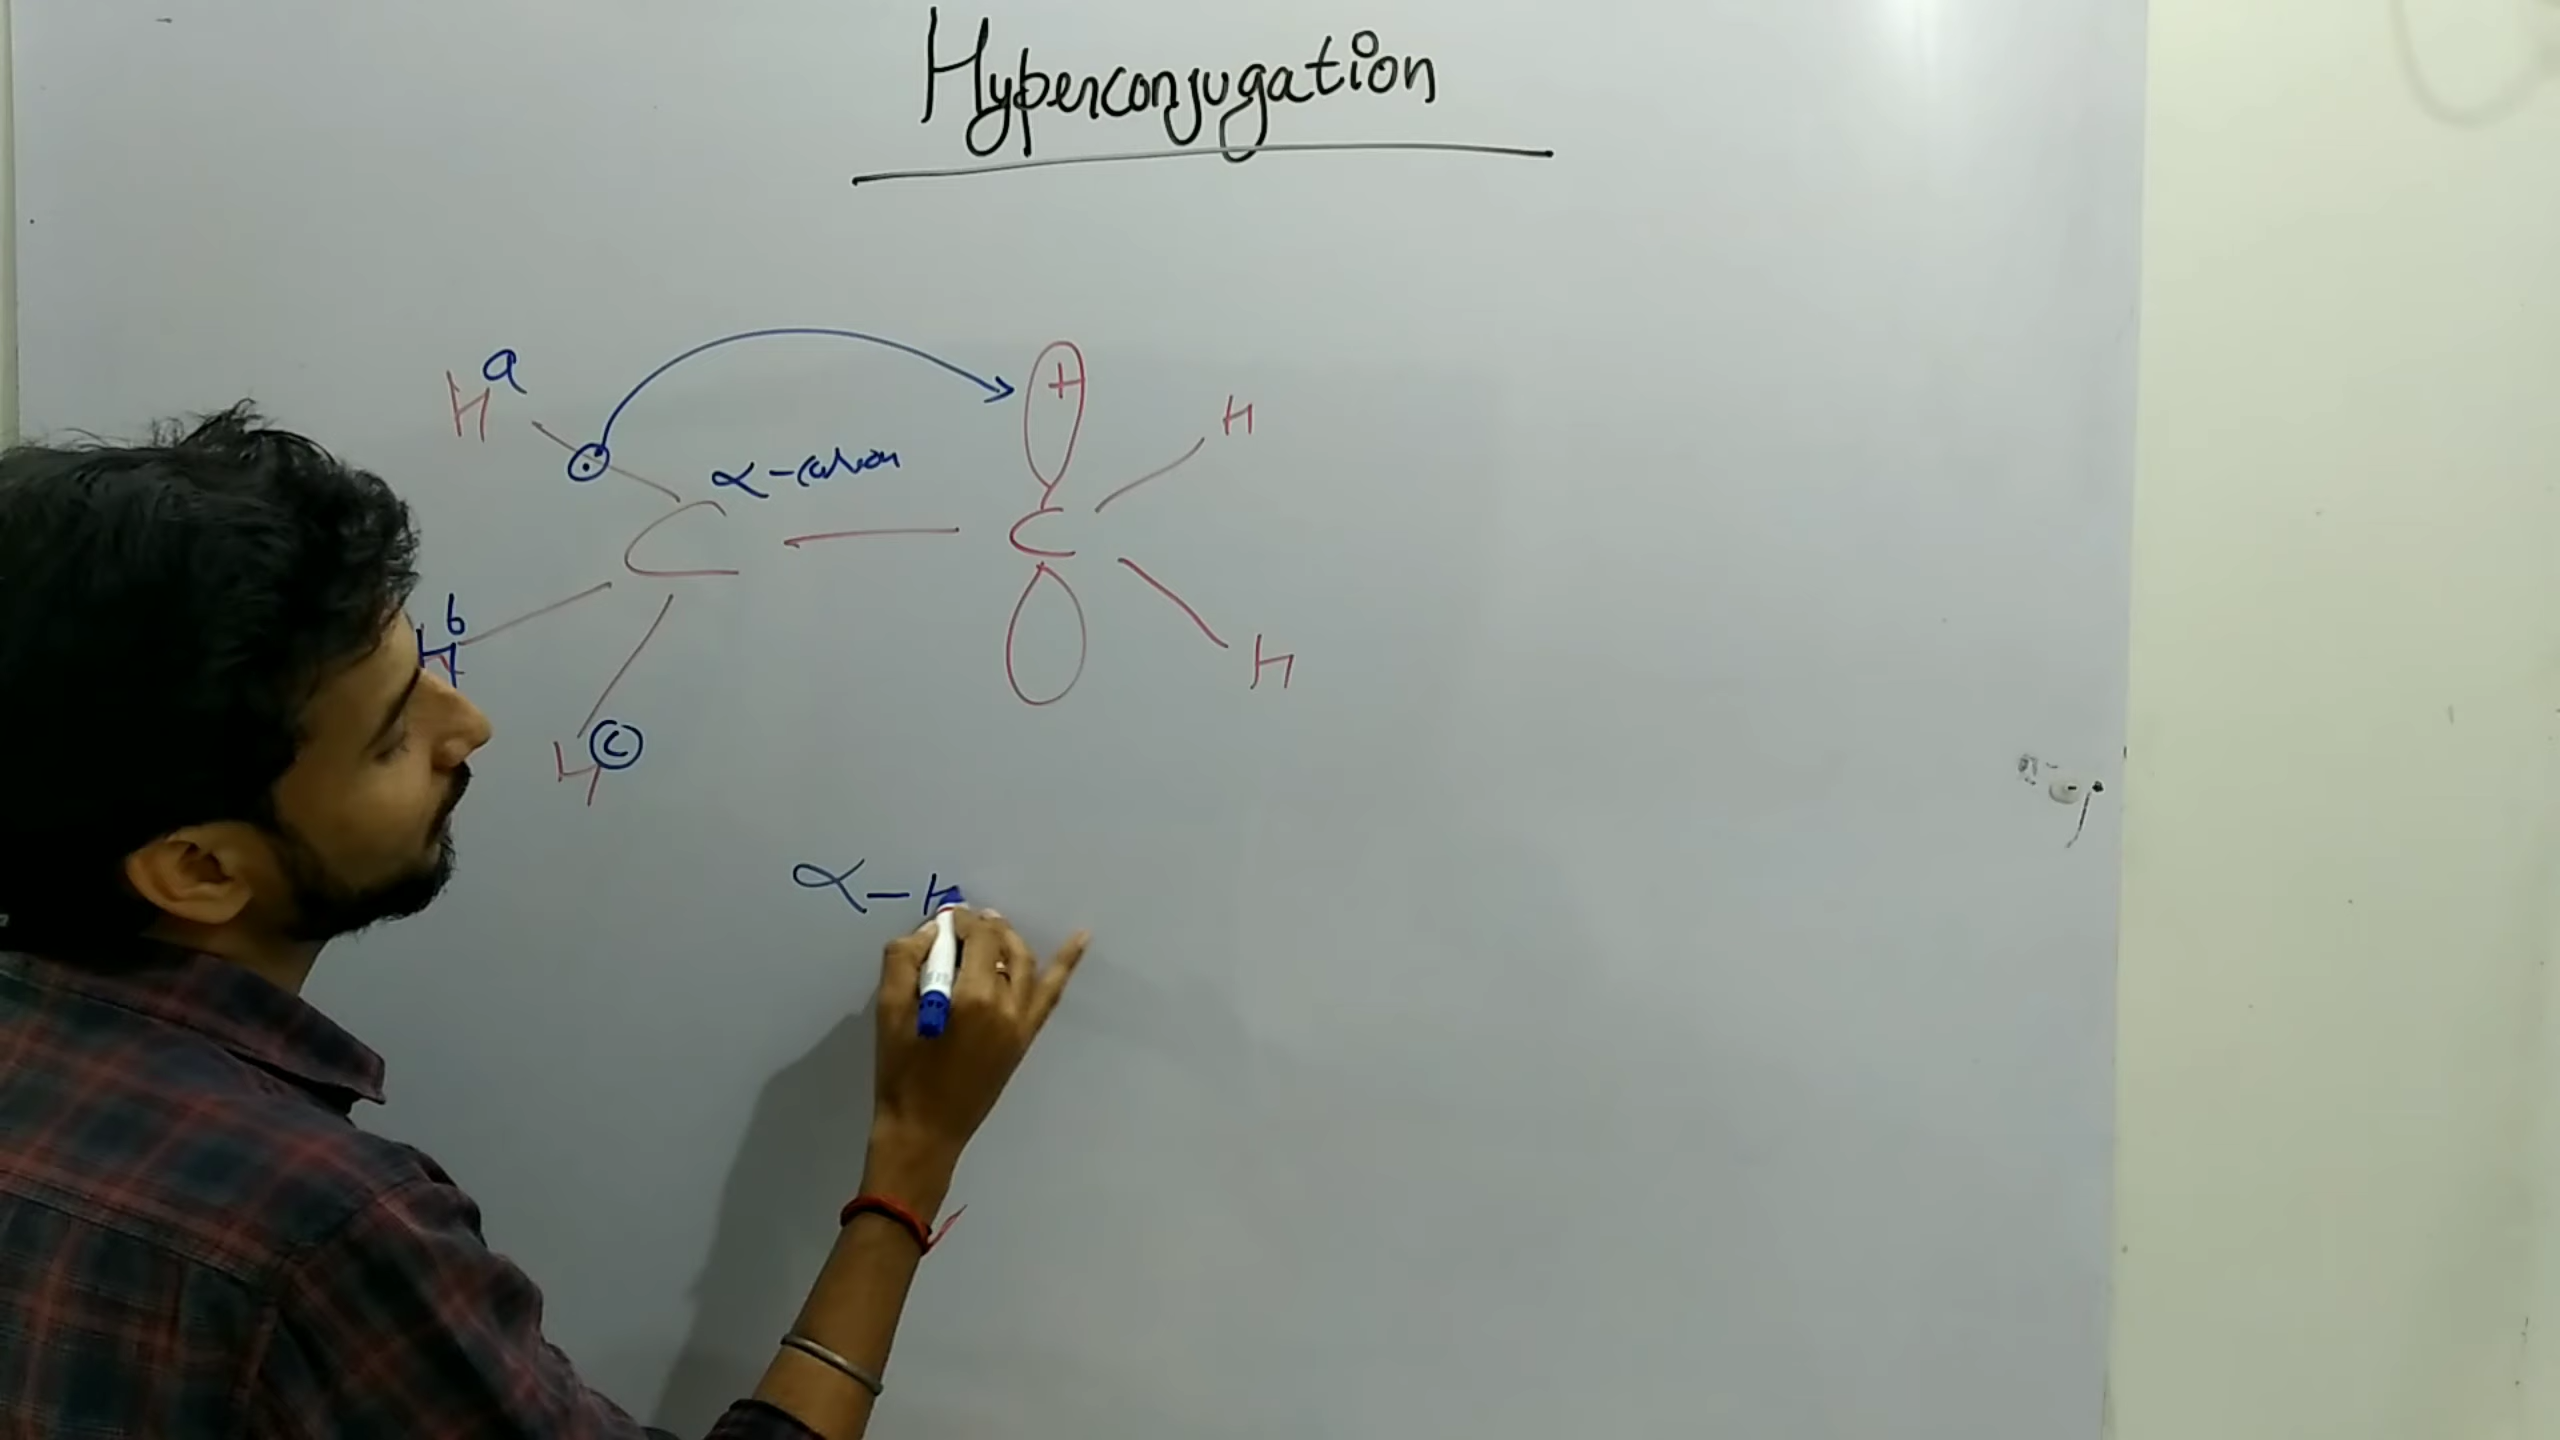 Hyperconjugation
H a
α-carbon
+
H
C — C
H b
H
H c
α-H